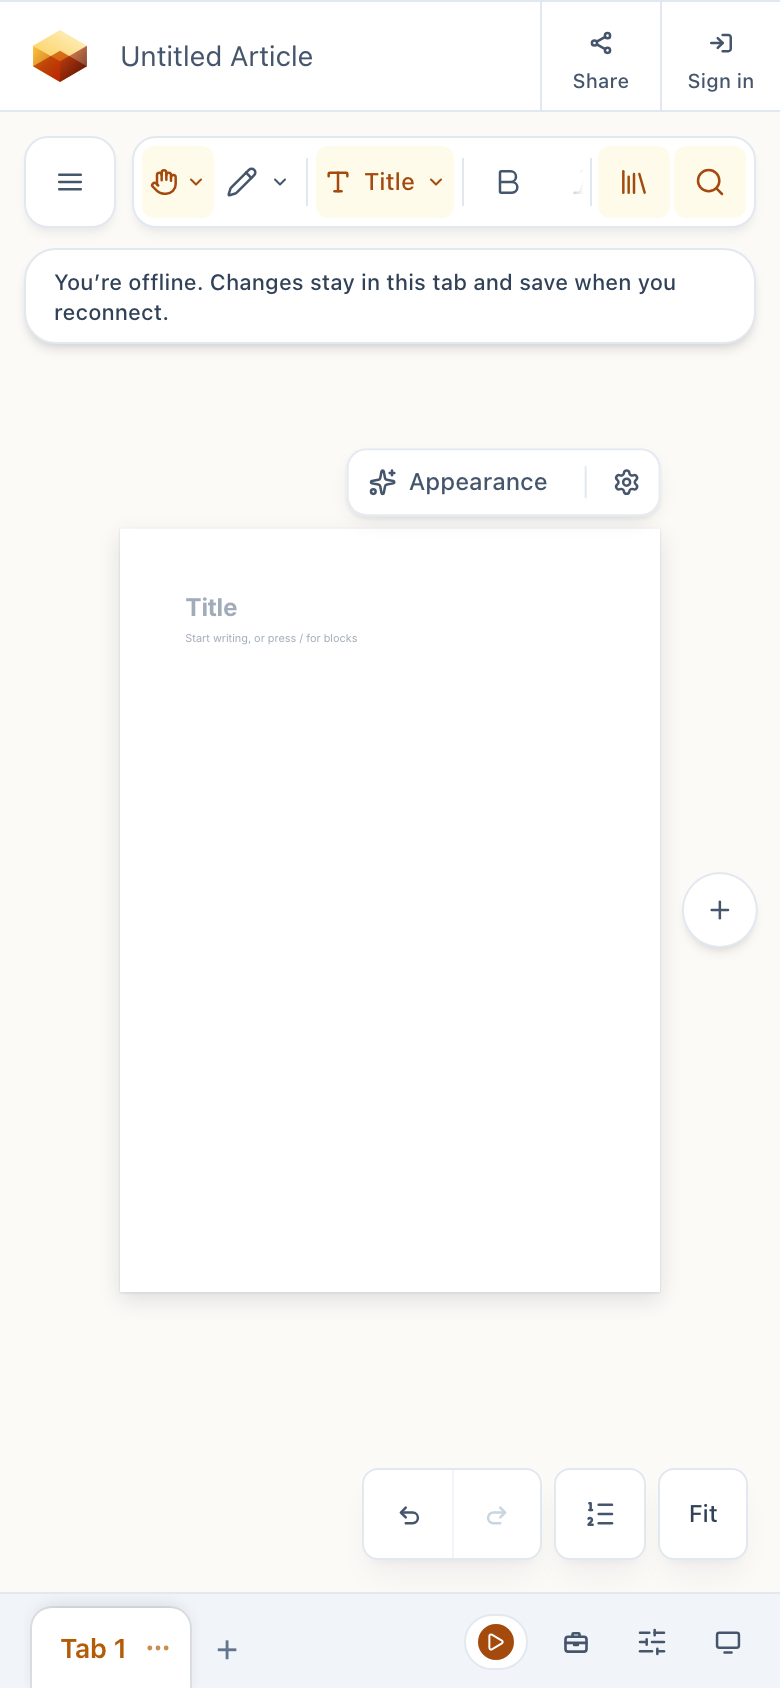 Untitled Article
Share
Sign in
Title
B
You’re offline. Changes stay in this tab and save when you
reconnect.
Appearance
Title
Start writing, or press / for blocks
Fit
Tab 1